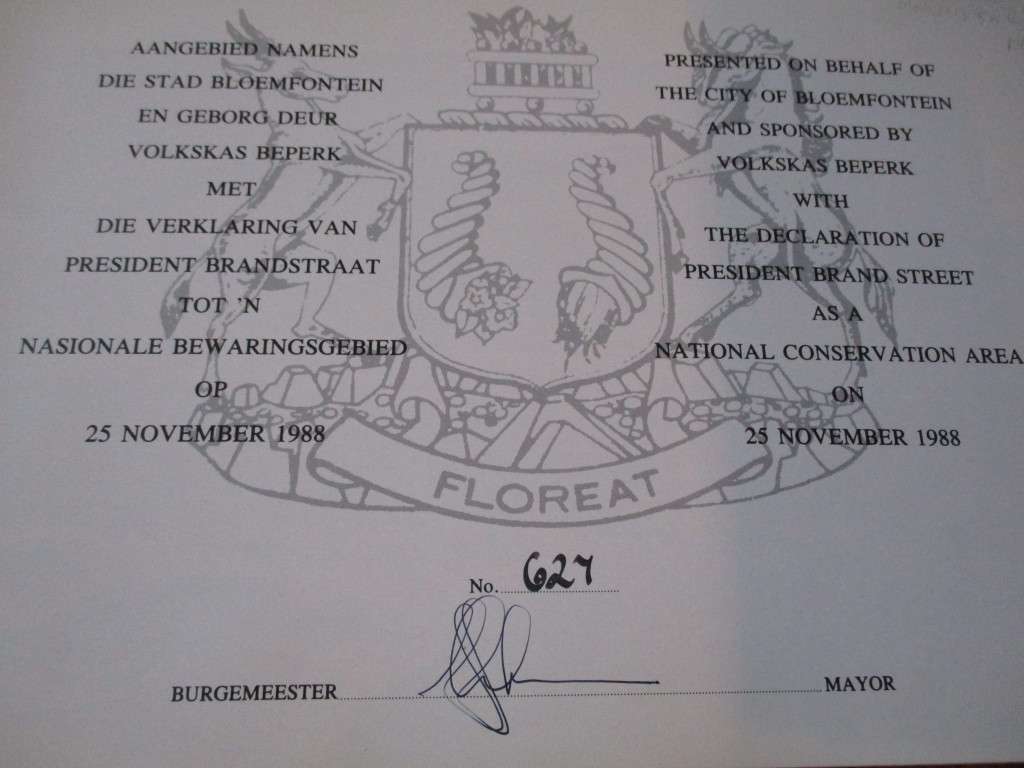 AANGEBIED NAMENS
DIE STAD BLOEMFONTEIN
EN GEBORG DEUR
VOLKSKAS BEPERK
MET
DIE VERKLARING VAN
PRESIDENT BRANDSTRAAT
TOT 'N
NASIONALE BEWARINGSGEBIED
OP
25 NOVEMBER 1988
PRESENTED ON BEHALF OF
THE CITY OF BLOEMFONTEIN
AND SPONSORED BY
VOLKSKAS BEPERK
WITH
THE DECLARATION OF
PRESIDENT BRAND STREET
AS A
NATIONAL CONSERVATION AREA
ON
25 NOVEMBER 1988
FLOREAT
No. 627
BURGEMEESTER MAYOR